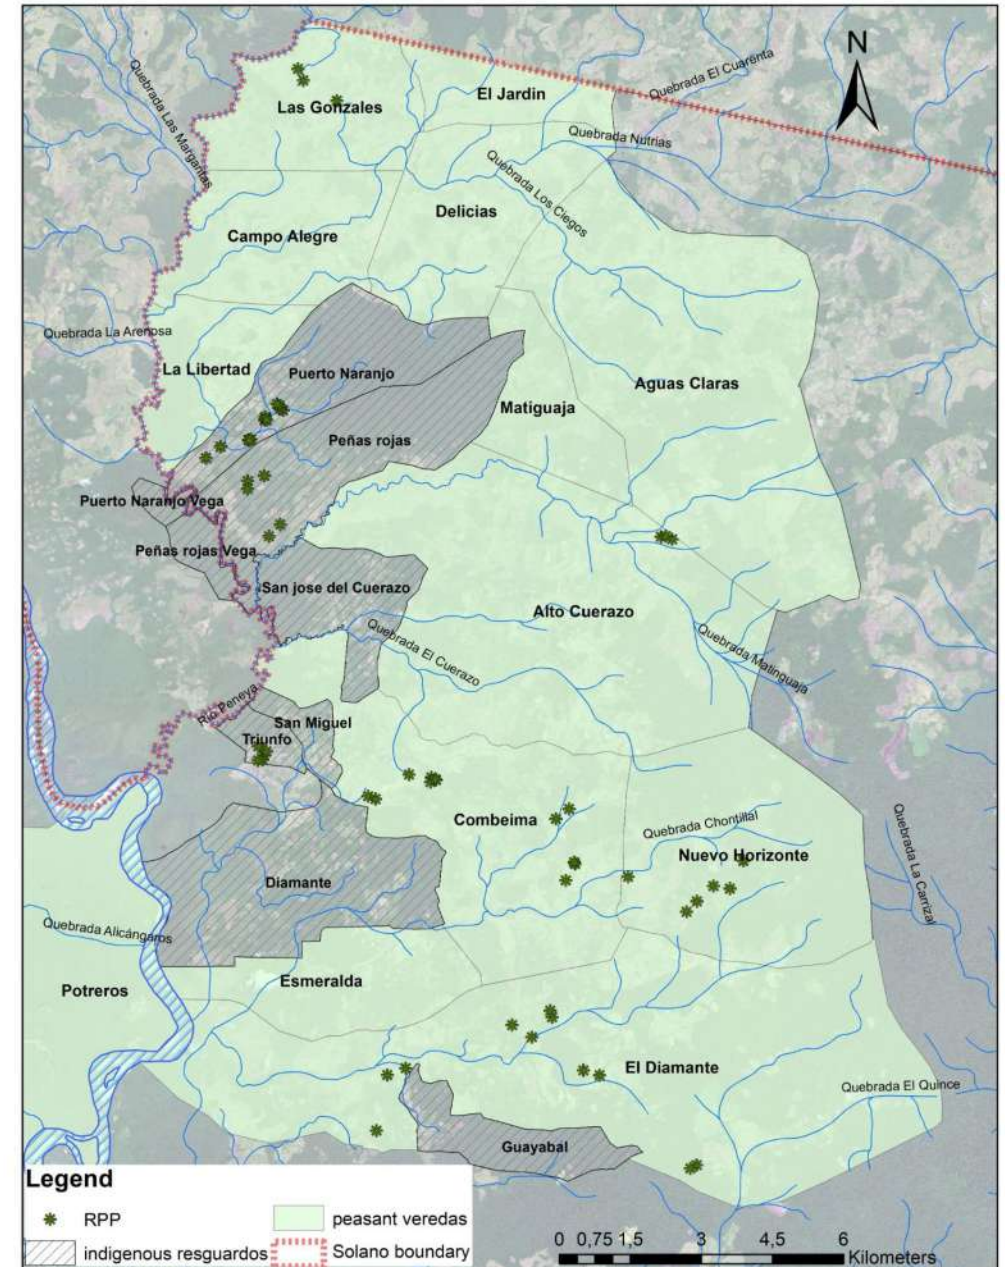 N
Quebrada El Cuarenta
El Jardin
Las Gonzales
Quebrada Las Margaritas
Quebrada Nutrias
Quebrada Los Ciegos
Delicias
Campo Alegre
Quebrada La Arenosa
La Libertad
Puerto Naranjo
Aguas Claras
Matiguaja
Peñas rojas
Puerto Naranjo Vega
Peñas rojas Vega
San jose del Cuerazo
Alto Cuerazo
Quebrada El Cuerazo
Quebrada Matinguaja
Rio Peneya
San Miguel
Triunfo
Combeima
Quebrada Chontillal
Nuevo Horizonte
Quebrada La Carrizal
Diamante
Quebrada Alicángaros
Esmeralda
Potreros
El Diamante
Quebrada El Quince
Guayabal
Legend
RPP
peasant veredas
indigenous resguardos
Solano boundary
0 0,75 1,5 3 4,5 6
Kilometers